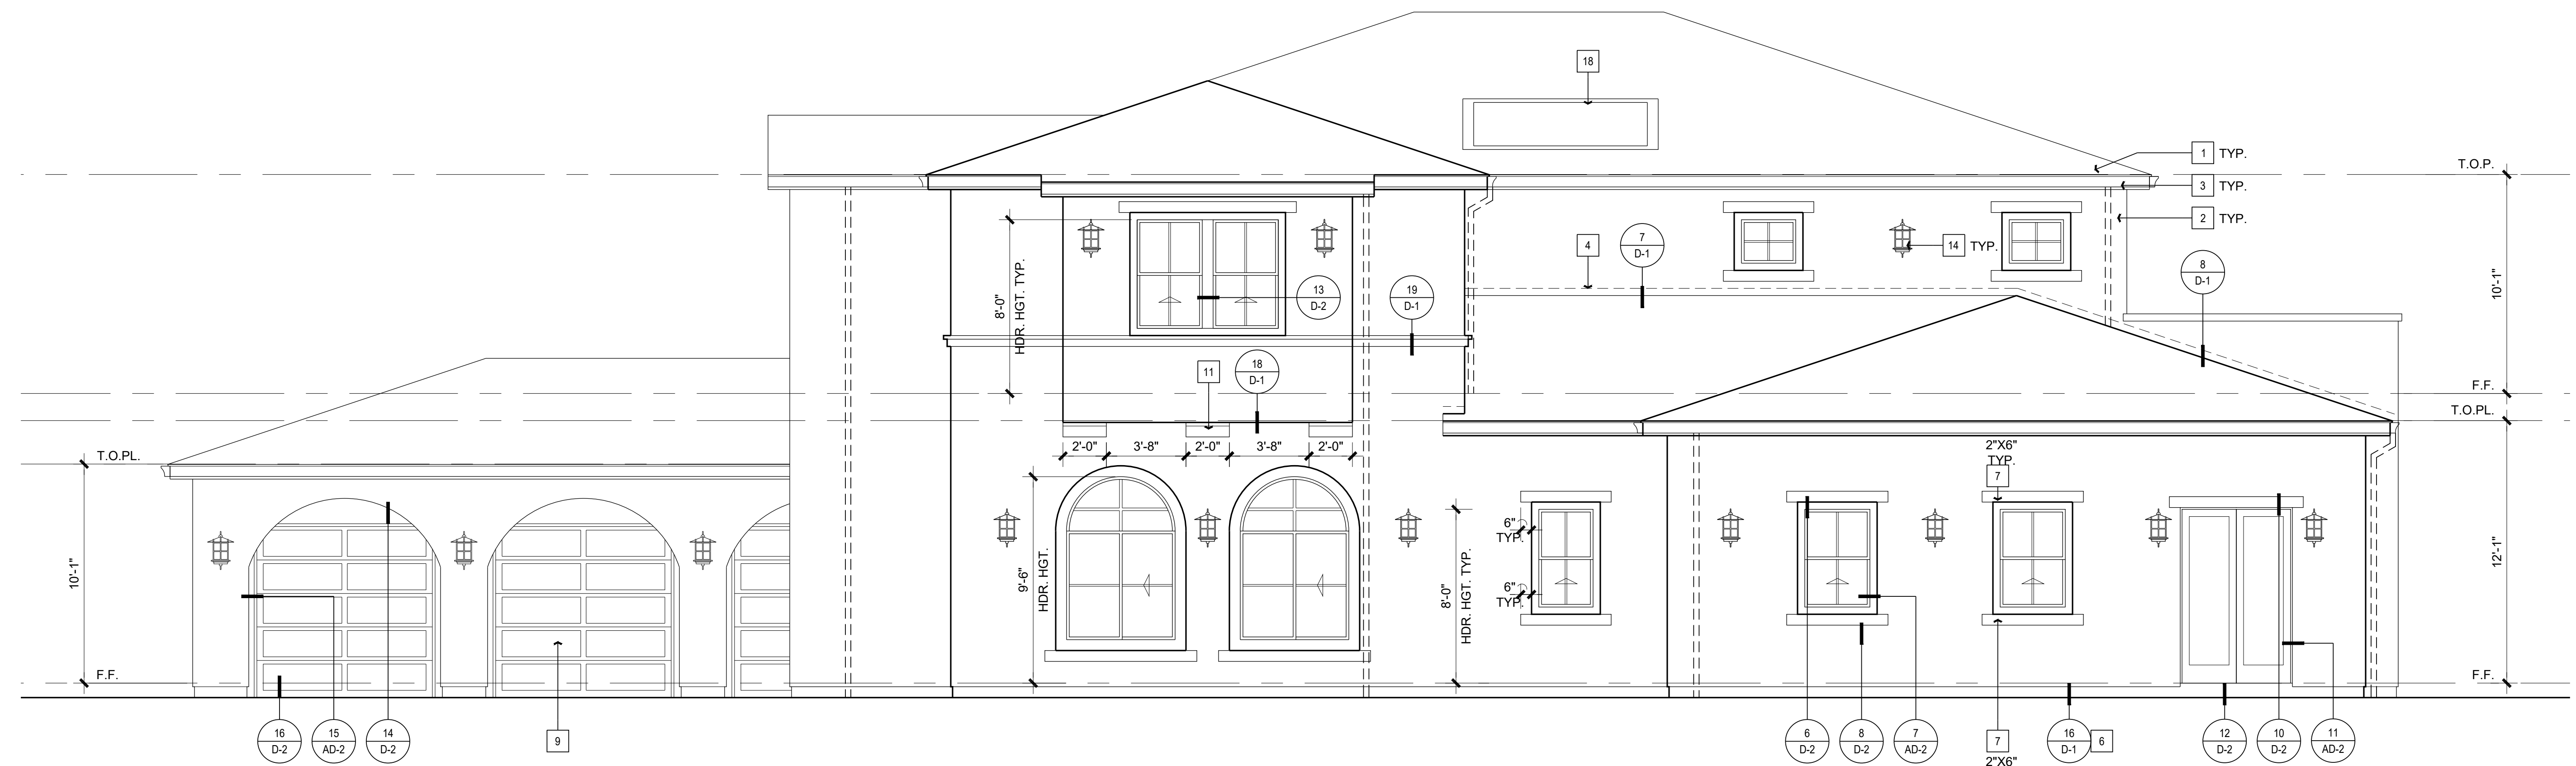 18
1 TYP.
T.O.P.
3 TYP.
2 TYP.
4
7
D-1
14 TYP.
8
D-1
8'-0"
HDR. HGT. TYP.
13
D-2
19
D-1
10'-1"
11
18
D-1
F.F.
T.O.PL.
2'-0" 3'-8" 2'-0" 3'-8" 2'-0"
2"X6"
TYP.
7
T.O.PL.
10'-1"
9'-6"
HDR. HGT.
8'-0"
HDR. HGT. TYP.
6"
TYP.
6"
TYP.
12'-1"
F.F.
F.F.
16
D-2
15
AD-2
14
D-2
9
6
D-2
8
D-2
7
AD-2
7
2"X6"
16
D-1
6
12
D-2
10
D-2
11
AD-2